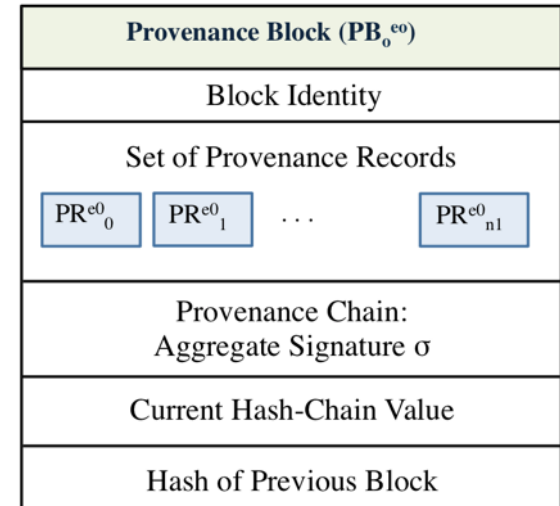 Provenance Block (PBₒᵉᵒ)
Block Identity
Set of Provenance Records
PRᵉ⁰₀ PRᵉ⁰₁ . . . PRᵉ⁰ₙ₁
Provenance Chain:
Aggregate Signature σ
Current Hash-Chain Value
Hash of Previous Block